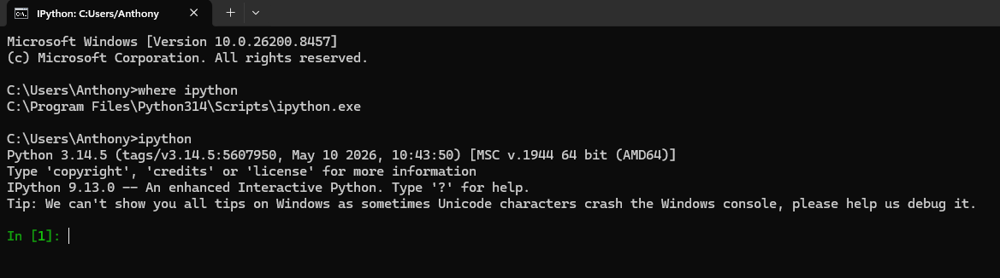 IPython: C:Users/Anthony
Microsoft Windows [Version 10.0.26200.8457]
(c) Microsoft Corporation. All rights reserved.
C:\Users\Anthony>where ipython
C:\Program Files\Python314\Scripts\ipython.exe
C:\Users\Anthony>ipython
Python 3.14.5 (tags/v3.14.5:5607950, May 10 2026, 10:43:50) [MSC v.1944 64 bit (AMD64)]
Type 'copyright', 'credits' or 'license' for more information
IPython 9.13.0 -- An enhanced Interactive Python. Type '?' for help.
Tip: We can't show you all tips on Windows as sometimes Unicode characters crash the Windows console, please help us debug it.
In [1]: